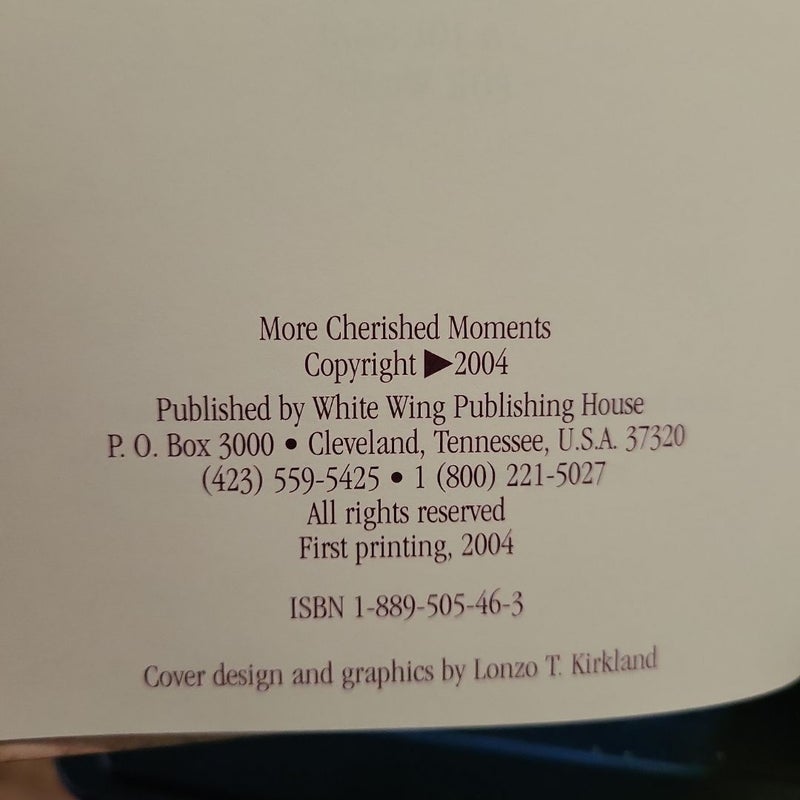 More Cherished Moments
Copyright ▶2004
Published by White Wing Publishing House
P. O. Box 3000 • Cleveland, Tennessee, U.S.A. 37320
(423) 559-5425 • 1 (800) 221-5027
All rights reserved
First printing, 2004
ISBN 1-889-505-46-3
Cover design and graphics by Lonzo T. Kirkland